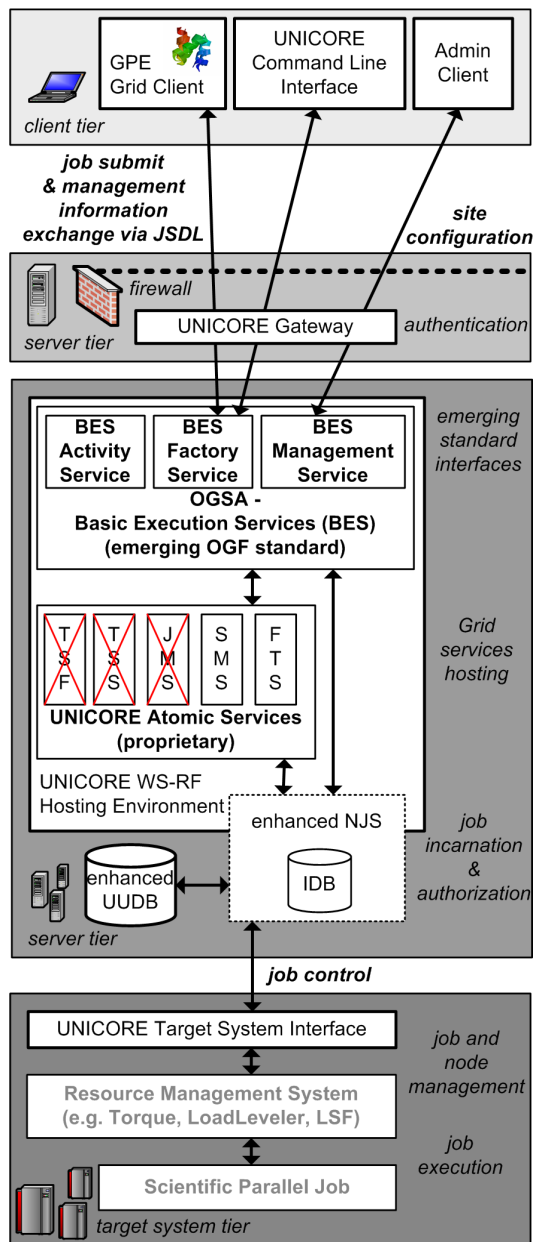 GPE
Grid Client
UNICORE
Command Line
Interface
Admin
Client
client tier
job submit
& management
information
exchange via JSDL
site
configuration
firewall
server tier
UNICORE Gateway
authentication
BES
Activity
Service
BES
Factory
Service
BES
Management
Service
emerging
standard
interfaces
OGSA -
Basic Execution Services (BES)
(emerging OGF standard)
T
S
F
T
S
S
J
M
S
S
M
S
F
T
S
Grid
services
hosting
UNICORE Atomic Services
(proprietary)
UNICORE WS-RF
Hosting Environment
enhanced NJS
IDB
job
incarnation
&
authorization
enhanced
UUDB
server tier
job control
UNICORE Target System Interface
job and
node
management
Resource Management System
(e.g. Torque, LoadLeveler, LSF)
job
execution
Scientific Parallel Job
target system tier